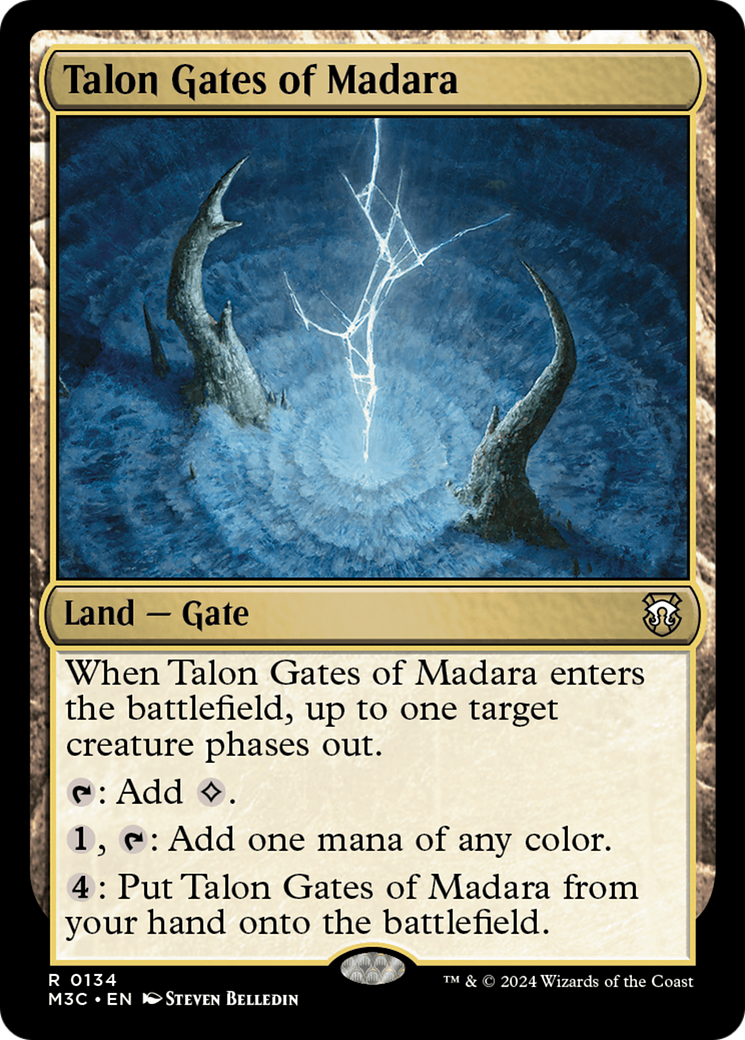 Talon Gates of Madara
Land — Gate
When Talon Gates of Madara enters
the battlefield, up to one target
creature phases out.
: Add .
1, : Add one mana of any color.
4: Put Talon Gates of Madara from
your hand onto the battlefield.
R 0134
M3C • EN Steven Belledin
™ & © 2024 Wizards of the Coast